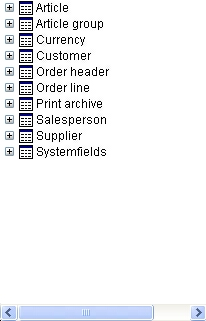 Article
Article group
Currency
Customer
Order header
Order line
Print archive
Salesperson
Supplier
Systemfields